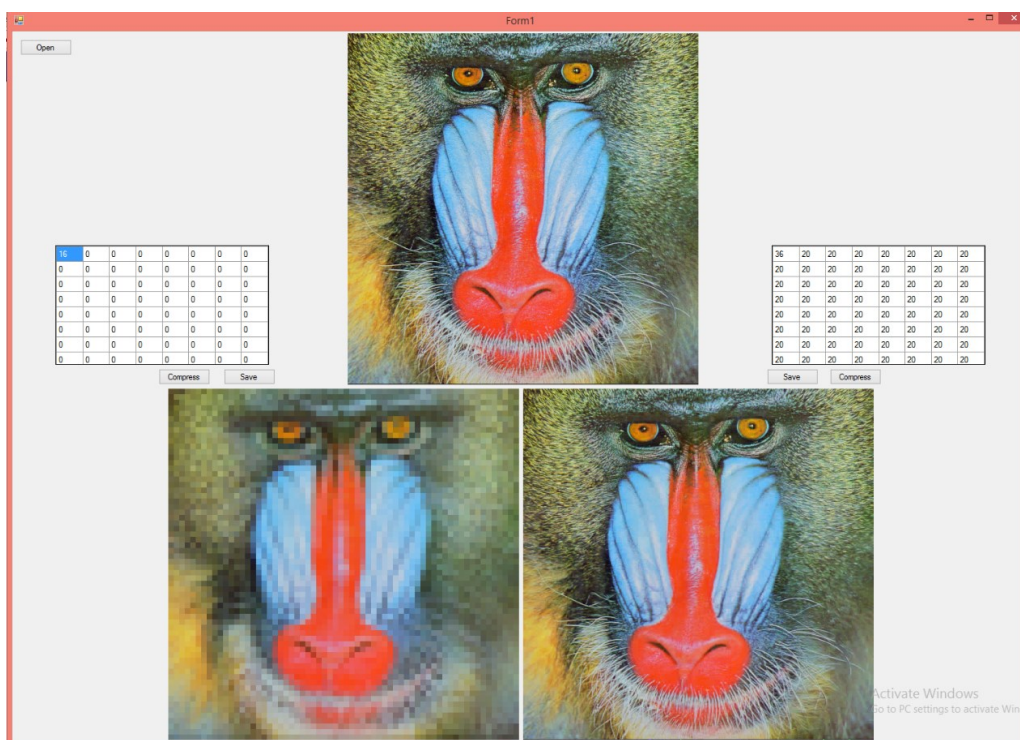 Form1
Open
16 0 0 0 0 0 0 0
0 0 0 0 0 0 0 0
0 0 0 0 0 0 0 0
0 0 0 0 0 0 0 0
0 0 0 0 0 0 0 0
0 0 0 0 0 0 0 0
0 0 0 0 0 0 0 0
0 0 0 0 0 0 0 0
Compress Save
36 20 20 20 20 20 20 20
20 20 20 20 20 20 20 20
20 20 20 20 20 20 20 20
20 20 20 20 20 20 20 20
20 20 20 20 20 20 20 20
20 20 20 20 20 20 20 20
20 20 20 20 20 20 20 20
20 20 20 20 20 20 20 20
Save Compress
Activate Windows
Go to PC settings to activate Win